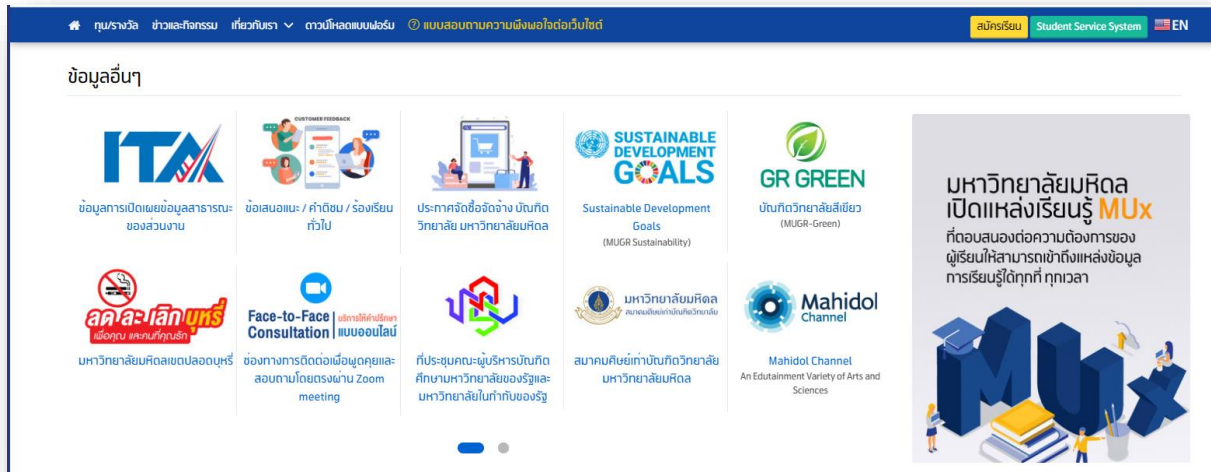 ทุน/รางวัล ข่าวและกิจกรรม เกี่ยวกับเรา ดาวน์โหลดแบบฟอร์ม แบบสอบถามความพึงพอใจต่อเว็บไซต์ สมัครเรียน Student Service System EN
ข้อมูลอื่นๆ
ITA
ข้อมูลการเปิดเผยข้อมูลสาธารณะ
ของส่วนงาน
CUSTOMER FEEDBACK
ข้อเสนอแนะ / คำติชม / ร้องเรียน
ทั่วไป
ประกาศจัดซื้อจัดจ้าง บัณฑิต
วิทยาลัย มหาวิทยาลัยมหิดล
SUSTAINABLE
DEVELOPMENT
GOALS
Sustainable Development
Goals
(MUGR Sustainability)
GR GREEN
บัณฑิตวิทยาลัยสีเขียว
(MUGR-Green)
ลด ละ เลิก บุหรี่
เพื่อคุณ และคนที่คุณรัก
มหาวิทยาลัยมหิดลเขตปลอดบุหรี่
Face-to-Face บริการให้คำปรึกษา
Consultation แบบออนไลน์
ช่องทางการติดต่อเพื่อพูดคุยและ
สอบถามโดยตรงผ่าน Zoom
meeting
ที่ประชุมคณะผู้บริหารบัณฑิต
ศึกษามหาวิทยาลัยของรัฐและ
มหาวิทยาลัยในกำกับของรัฐ
มหาวิทยาลัยมหิดล
สมาคมศิษย์เก่าบัณฑิตวิทยาลัย
สมาคมศิษย์เก่าบัณฑิตวิทยาลัย
มหาวิทยาลัยมหิดล
Mahidol
Channel
Mahidol Channel
An Edutainment Variety of Arts and
Sciences
มหาวิทยาลัยมหิดล
เปิดแหล่งเรียนรู้ MUx
ที่ตอบสนองต่อความต้องการของ
ผู้เรียนให้สามารถเข้าถึงแหล่งข้อมูล
การเรียนรู้ได้ทุกที่ ทุกเวลา
MUx